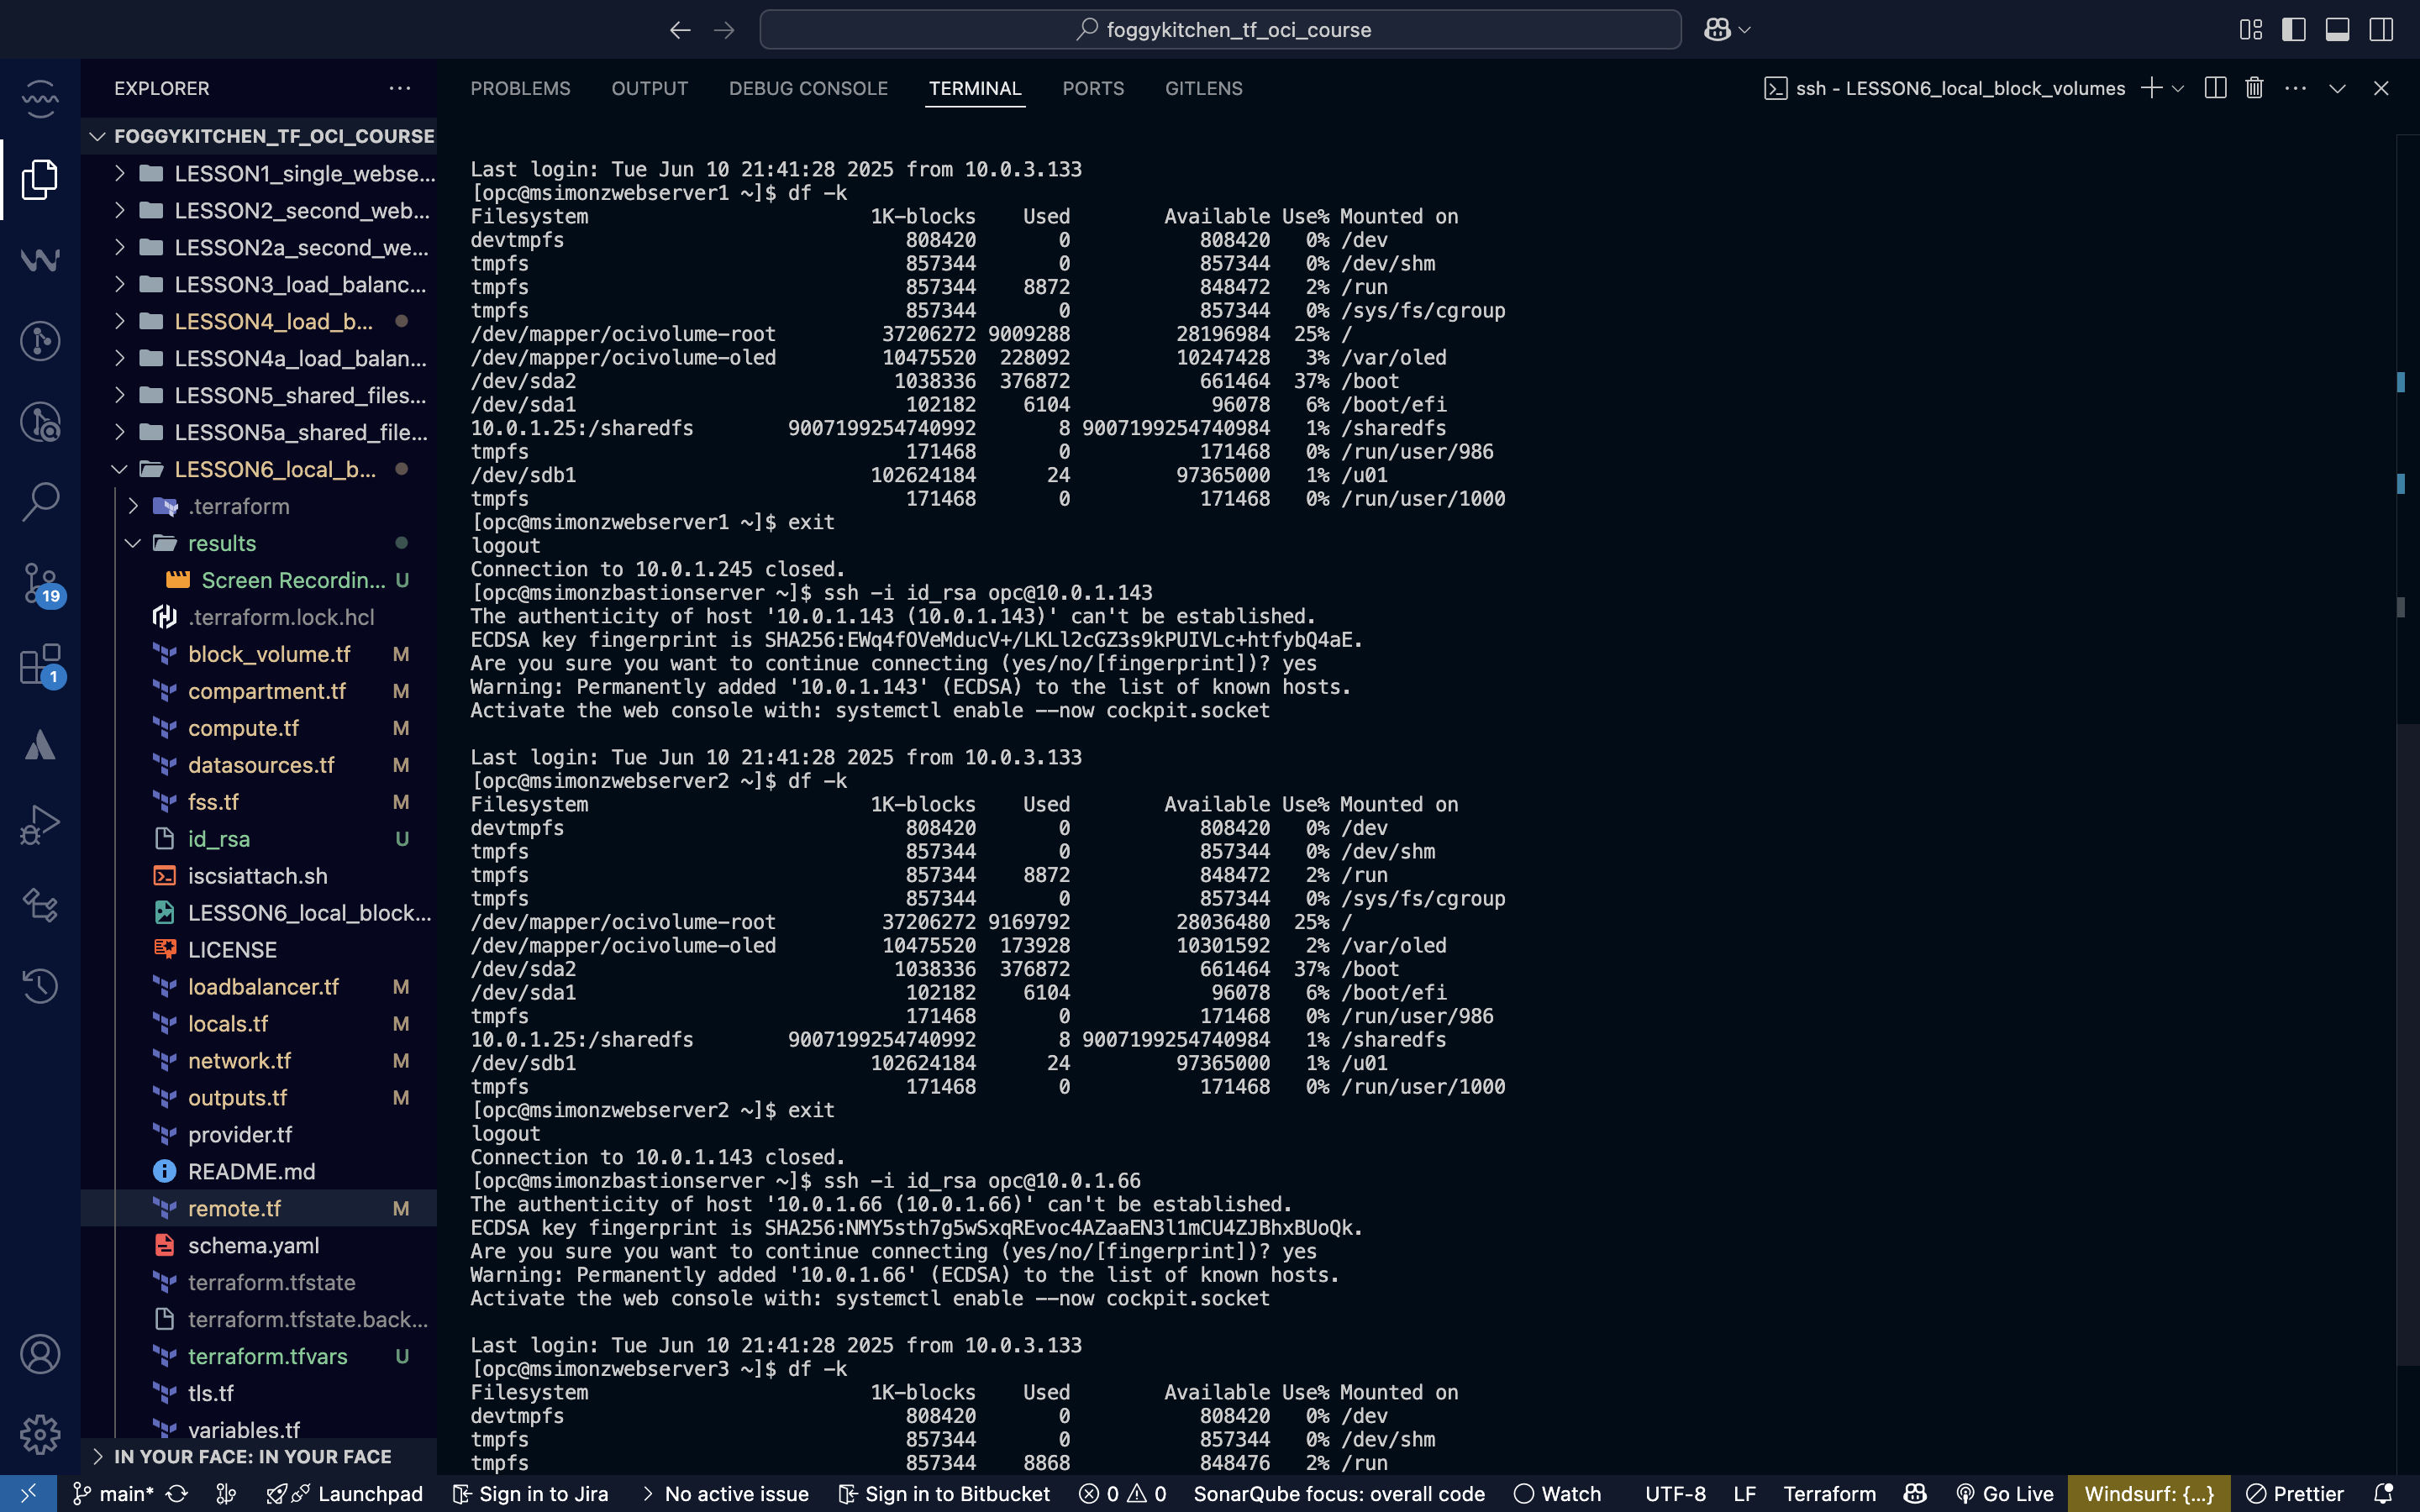 foggykitchen_tf_oci_course
EXPLORER
PROBLEMS OUTPUT DEBUG CONSOLE TERMINAL PORTS GITLENS
ssh - LESSON6_local_block_volumes
FOGGYKITCHEN_TF_OCI_COURSE
LESSON1_single_webse...
LESSON2_second_web...
LESSON2a_second_we...
LESSON3_load_balanc...
LESSON4_load_b...
LESSON4a_load_balan...
LESSON5_shared_files...
LESSON5a_shared_file...
LESSON6_local_b...
.terraform
results
Screen Recordin... U
.terraform.lock.hcl
block_volume.tf M
compartment.tf M
compute.tf M
datasources.tf M
fss.tf M
id_rsa U
iscsiattach.sh
LESSON6_local_block...
LICENSE
loadbalancer.tf M
locals.tf M
network.tf M
outputs.tf M
provider.tf
README.md
remote.tf M
schema.yaml
terraform.tfstate
terraform.tfstate.back...
terraform.tfvars U
tls.tf
variables.tf
IN YOUR FACE: IN YOUR FACE
19
1
Last login: Tue Jun 10 21:41:28 2025 from 10.0.3.133
[opc@msimonzwebserver1 ~]$ df -k
Filesystem 1K-blocks Used Available Use% Mounted on
devtmpfs 808420 0 808420 0% /dev
tmpfs 857344 0 857344 0% /dev/shm
tmpfs 857344 8872 848472 2% /run
tmpfs 857344 0 857344 0% /sys/fs/cgroup
/dev/mapper/ocivolume-root 37206272 9009288 28196984 25% /
/dev/mapper/ocivolume-oled 10475520 228092 10247428 3% /var/oled
/dev/sda2 1038336 376872 661464 37% /boot
/dev/sda1 102182 6104 96078 6% /boot/efi
10.0.1.25:/sharedfs 9007199254740992 8 9007199254740984 1% /sharedfs
tmpfs 171468 0 171468 0% /run/user/986
/dev/sdb1 102624184 24 97365000 1% /u01
tmpfs 171468 0 171468 0% /run/user/1000
[opc@msimonzwebserver1 ~]$ exit
logout
Connection to 10.0.1.245 closed.
[opc@msimonzbastionserver ~]$ ssh -i id_rsa opc@10.0.1.143
The authenticity of host '10.0.1.143 (10.0.1.143)' can't be established.
ECDSA key fingerprint is SHA256:EWq4fOVeMducV+/LKLl2cGZ3s9kPUIVLc+htfybQ4aE.
Are you sure you want to continue connecting (yes/no/[fingerprint])? yes
Warning: Permanently added '10.0.1.143' (ECDSA) to the list of known hosts.
Activate the web console with: systemctl enable --now cockpit.socket
Last login: Tue Jun 10 21:41:28 2025 from 10.0.3.133
[opc@msimonzwebserver2 ~]$ df -k
Filesystem 1K-blocks Used Available Use% Mounted on
devtmpfs 808420 0 808420 0% /dev
tmpfs 857344 0 857344 0% /dev/shm
tmpfs 857344 8872 848472 2% /run
tmpfs 857344 0 857344 0% /sys/fs/cgroup
/dev/mapper/ocivolume-root 37206272 9169792 28036480 25% /
/dev/mapper/ocivolume-oled 10475520 173928 10301592 2% /var/oled
/dev/sda2 1038336 376872 661464 37% /boot
/dev/sda1 102182 6104 96078 6% /boot/efi
tmpfs 171468 0 171468 0% /run/user/986
10.0.1.25:/sharedfs 9007199254740992 8 9007199254740984 1% /sharedfs
/dev/sdb1 102624184 24 97365000 1% /u01
tmpfs 171468 0 171468 0% /run/user/1000
[opc@msimonzwebserver2 ~]$ exit
logout
Connection to 10.0.1.143 closed.
[opc@msimonzbastionserver ~]$ ssh -i id_rsa opc@10.0.1.66
The authenticity of host '10.0.1.66 (10.0.1.66)' can't be established.
ECDSA key fingerprint is SHA256:NMY5sth7g5wSxqREvoc4AZaaEN3l1mCU4ZJBhxBUoQk.
Are you sure you want to continue connecting (yes/no/[fingerprint])? yes
Warning: Permanently added '10.0.1.66' (ECDSA) to the list of known hosts.
Activate the web console with: systemctl enable --now cockpit.socket
Last login: Tue Jun 10 21:41:28 2025 from 10.0.3.133
[opc@msimonzwebserver3 ~]$ df -k
Filesystem 1K-blocks Used Available Use% Mounted on
devtmpfs 808420 0 808420 0% /dev
tmpfs 857344 0 857344 0% /dev/shm
tmpfs 857344 8868 848476 2% /run
main* Launchpad Sign in to Jira No active issue Sign in to Bitbucket 0 0 SonarQube focus: overall code Watch UTF-8 LF Terraform Go Live Windsurf: {...} Prettier